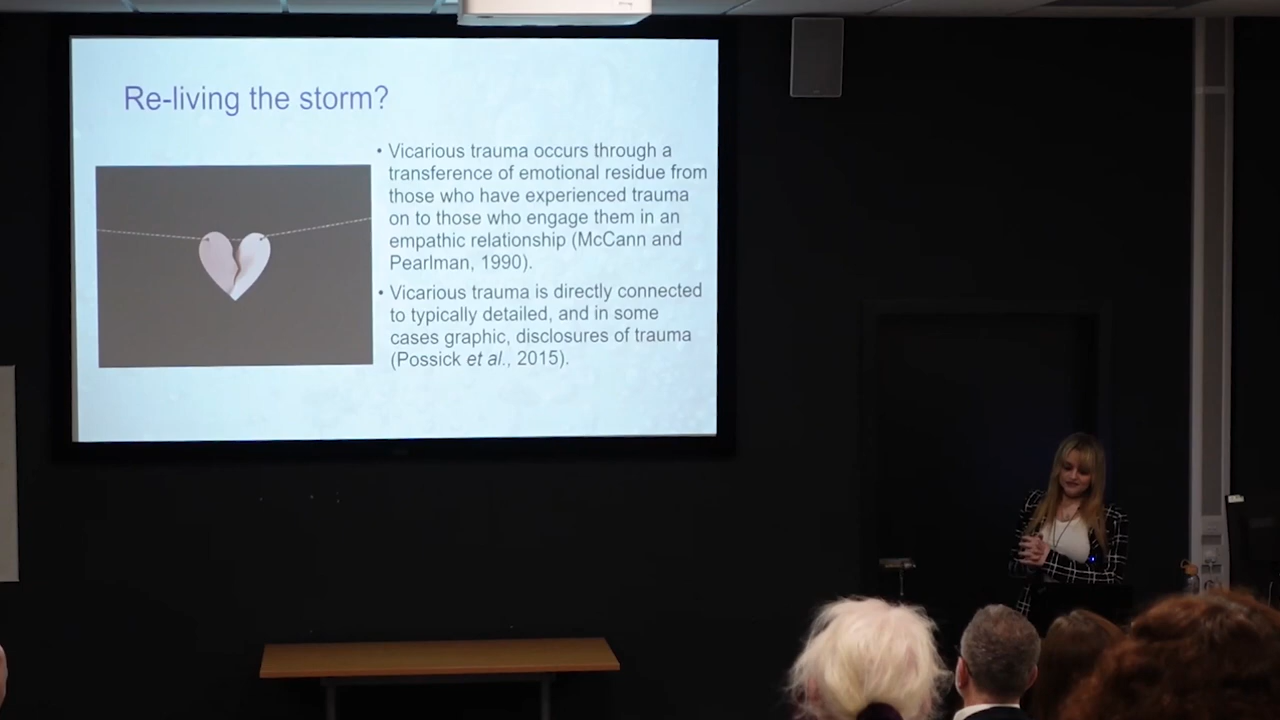 Re-living the storm?
• Vicarious trauma occurs through a
transference of emotional residue from
those who have experienced trauma
on to those who engage them in an
empathic relationship (McCann and
Pearlman, 1990).
• Vicarious trauma is directly connected
to typically detailed, and in some
cases graphic, disclosures of trauma
(Possick et al., 2015).